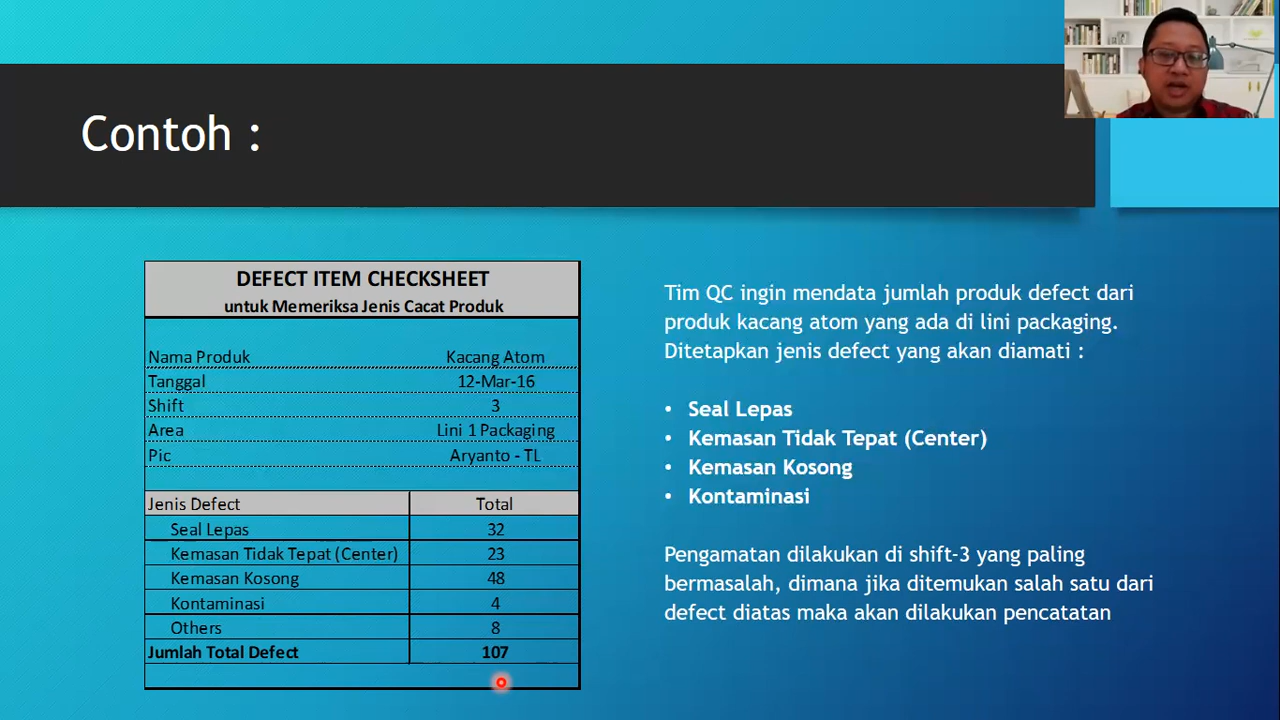 Contoh :
DEFECT ITEM CHECKSHEET
untuk Memeriksa Jenis Cacat Produk
Nama Produk Kacang Atom
Tanggal 12-Mar-16
Shift 3
Area Lini 1 Packaging
Pic Aryanto - TL
Jenis Defect Total
Seal Lepas 32
Kemasan Tidak Tepat (Center) 23
Kemasan Kosong 48
Kontaminasi 4
Others 8
Jumlah Total Defect 107
Tim QC ingin mendata jumlah produk defect dari
produk kacang atom yang ada di lini packaging.
Ditetapkan jenis defect yang akan diamati :
• Seal Lepas
• Kemasan Tidak Tepat (Center)
• Kemasan Kosong
• Kontaminasi
Pengamatan dilakukan di shift-3 yang paling
bermasalah, dimana jika ditemukan salah satu dari
defect diatas maka akan dilakukan pencatatan